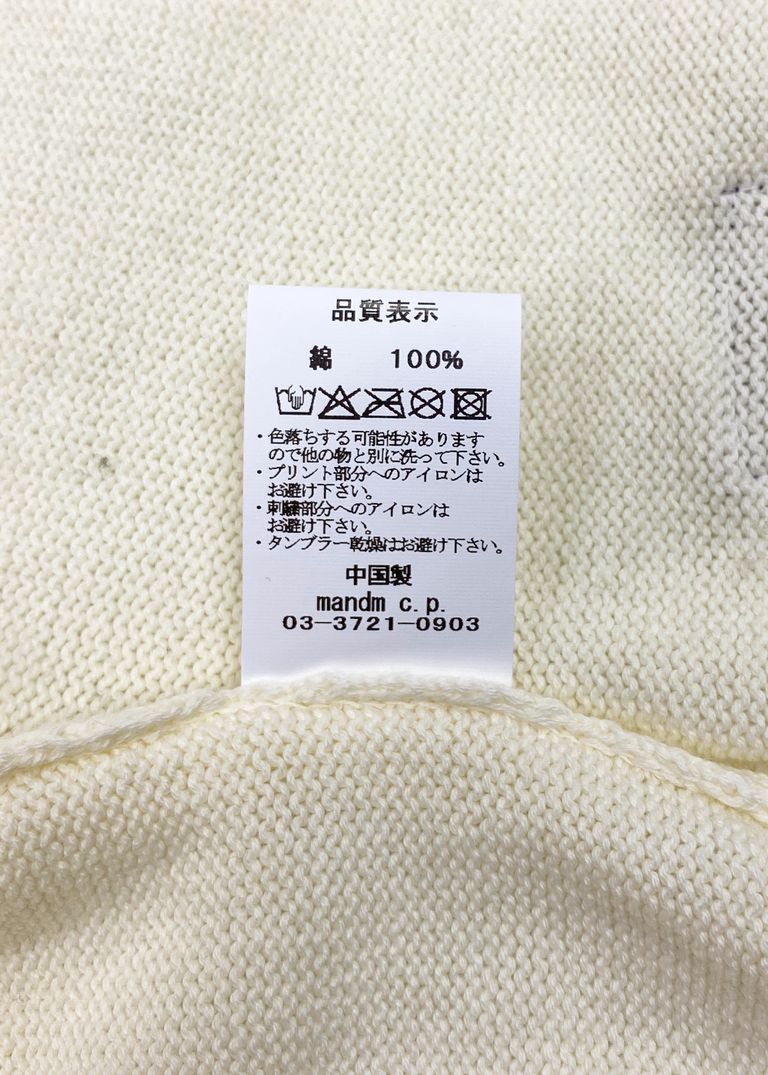 品質表示
綿 100%
・色落ちする可能性があります
ので他の物と別に洗って下さい。
・プリント部分へのアイロンは
お避け下さい。
・刺繍部分へのアイロンは
お避け下さい。
・タンブラー乾燥はお避け下さい。
中国製
mandm c.p.
03−3721−0903